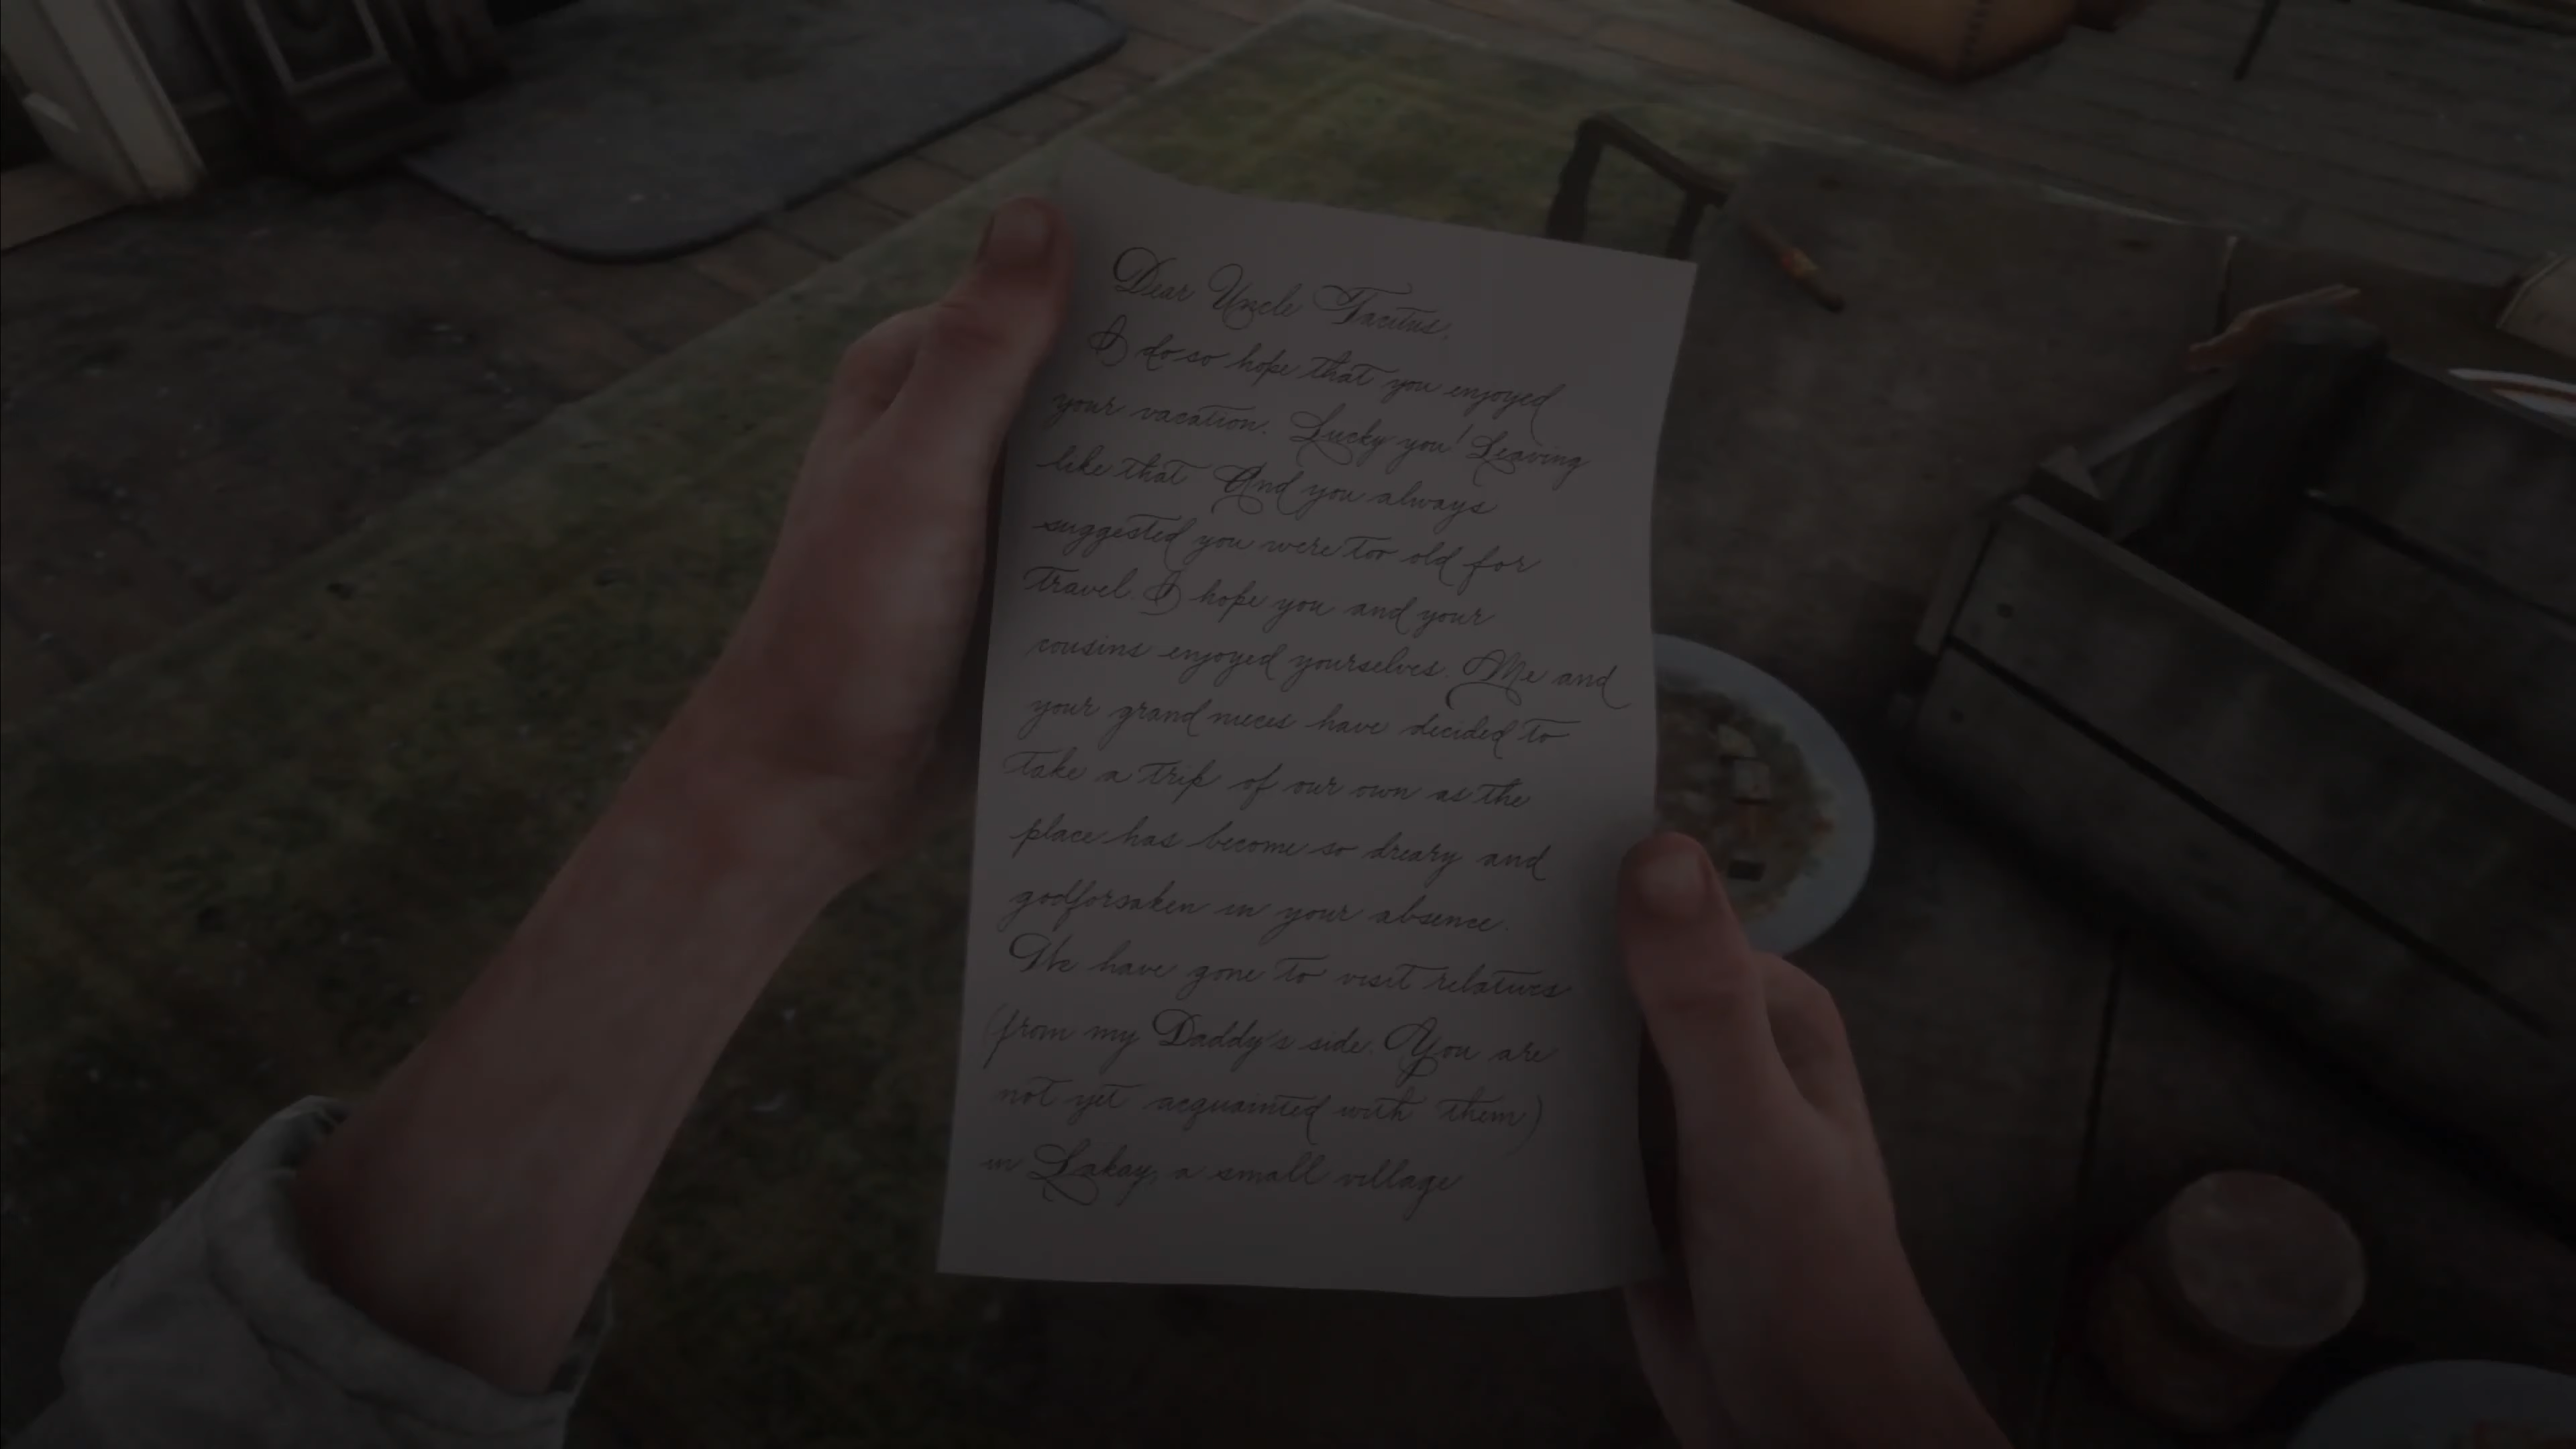 Dear Uncle Tacitus,
I do so hope that you enjoyed
your vacation. Lucky you! Leaving
like that. And you always
suggested you were too old for
travel. I hope you and your
cousins enjoyed yourselves. Me and
your grand nieces have decided to
take a trip of our own as the
place has become so dreary and
godforsaken in your absence.
We have gone to visit relatives
(from my Daddy's side. You are
not yet acquainted with them)
in Lakay, a small village